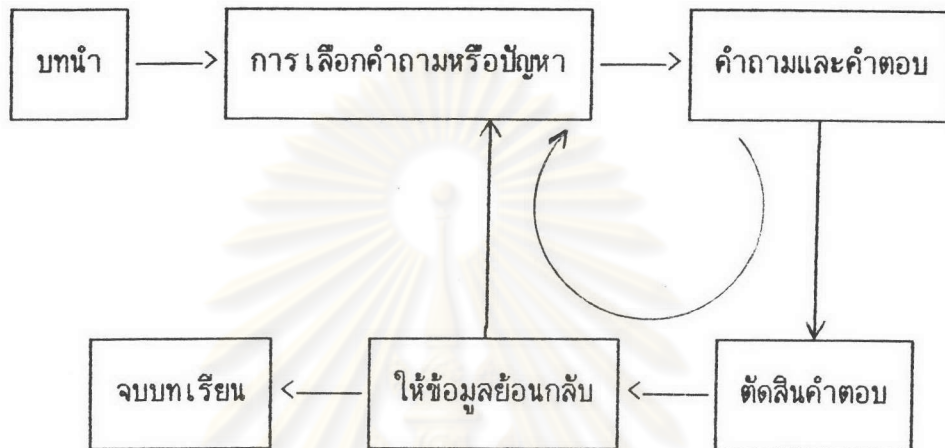 บทนำ
การเลือกคำถามหรือปัญหา
คำถามและคำตอบ
จบบทเรียน
ให้ข้อมูลย้อนกลับ
ตัดสินคำตอบ